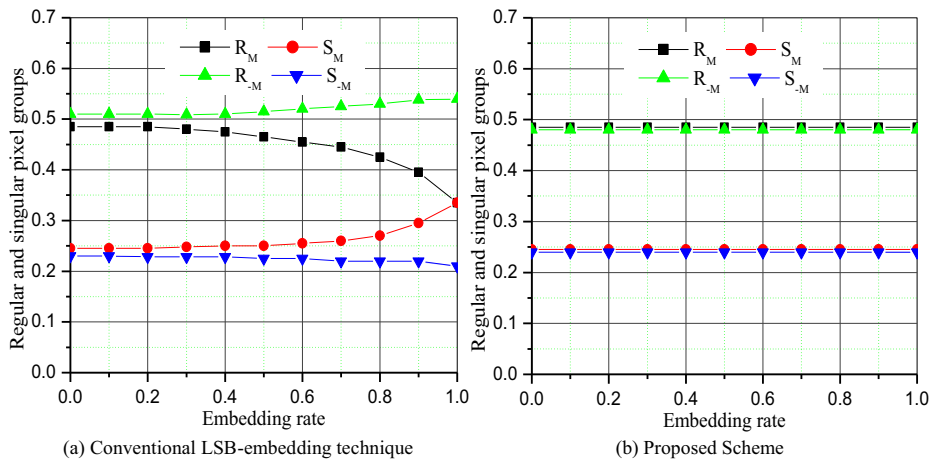 Regular and singular pixel groups
0.7
0.6
0.5
0.4
0.3
0.2
0.1
0.0
R_M S_M
R_-M S_-M
0.0 0.2 0.4 0.6 0.8 1.0
Embedding rate
(a) Conventional LSB-embedding technique
Regular and singular pixel groups
0.7
0.6
0.5
0.4
0.3
0.2
0.1
0.0
R_M S_M
R_-M S_-M
0.0 0.2 0.4 0.6 0.8 1.0
Embedding rate
(b) Proposed Scheme